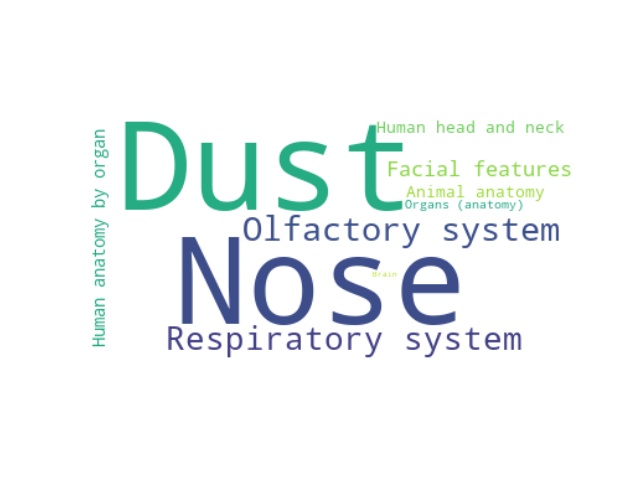 Dust
Human head and neck
Facial features
Animal anatomy
Organs (anatomy)
Olfactory system
Nose
Brain
Respiratory system
Human anatomy by organ